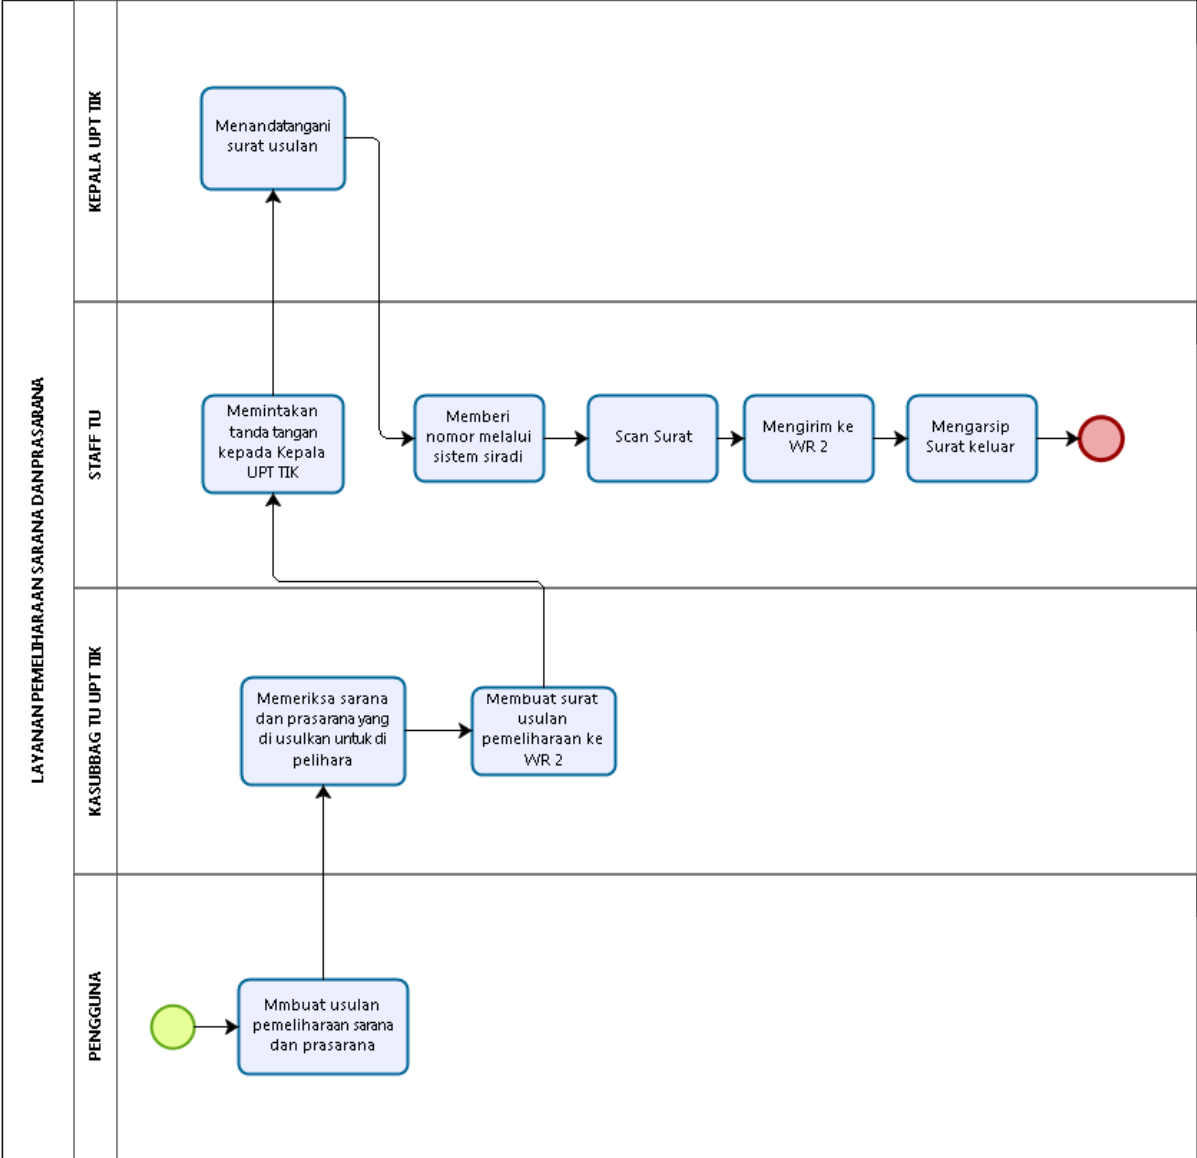 LAYANAN PEMELIHARAAN SARANA DANPRASARANA
KEPALA UPT TIK
Menandatangani
surat usulan
STAFF TU
Memintakan
tanda tangan
kepada Kepala
UPT TIK
Memberi
nomor melalui
sistem siradi
Scan Surat
Mengirim ke
WR 2
Mengarsip
Surat keluar
KASUBBAG TU UPT TIK
Memeriksa sarana
dan prasarana yang
di usulkan untuk di
pelihara
Membuat surat
usulan
pemeliharaan ke
WR 2
PENGGUNA
Mmbuat usulan
pemeliharaan sarana
dan prasarana